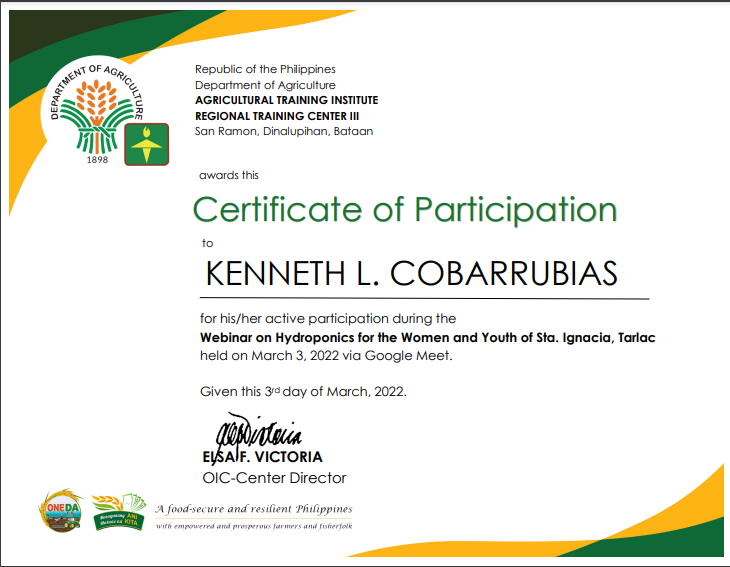 DEPARTMENT OF AGRICULTURE
1898
Republic of the Philippines
Department of Agriculture
AGRICULTURAL TRAINING INSTITUTE
REGIONAL TRAINING CENTER III
San Ramon, Dinalupihan, Bataan
awards this
Certificate of Participation
to
KENNETH L. COBARRUBIAS
for his/her active participation during the
Webinar on Hydroponics for the Women and Youth of Sta. Ignacia, Tarlac
held on March 3, 2022 via Google Meet.
Given this 3rd day of March, 2022.
ELSA F. VICTORIA
OIC-Center Director
ONEDA
ANI
KITA
A food-secure and resilient Philippines
with empowered and prosperous farmers and fisherfolk